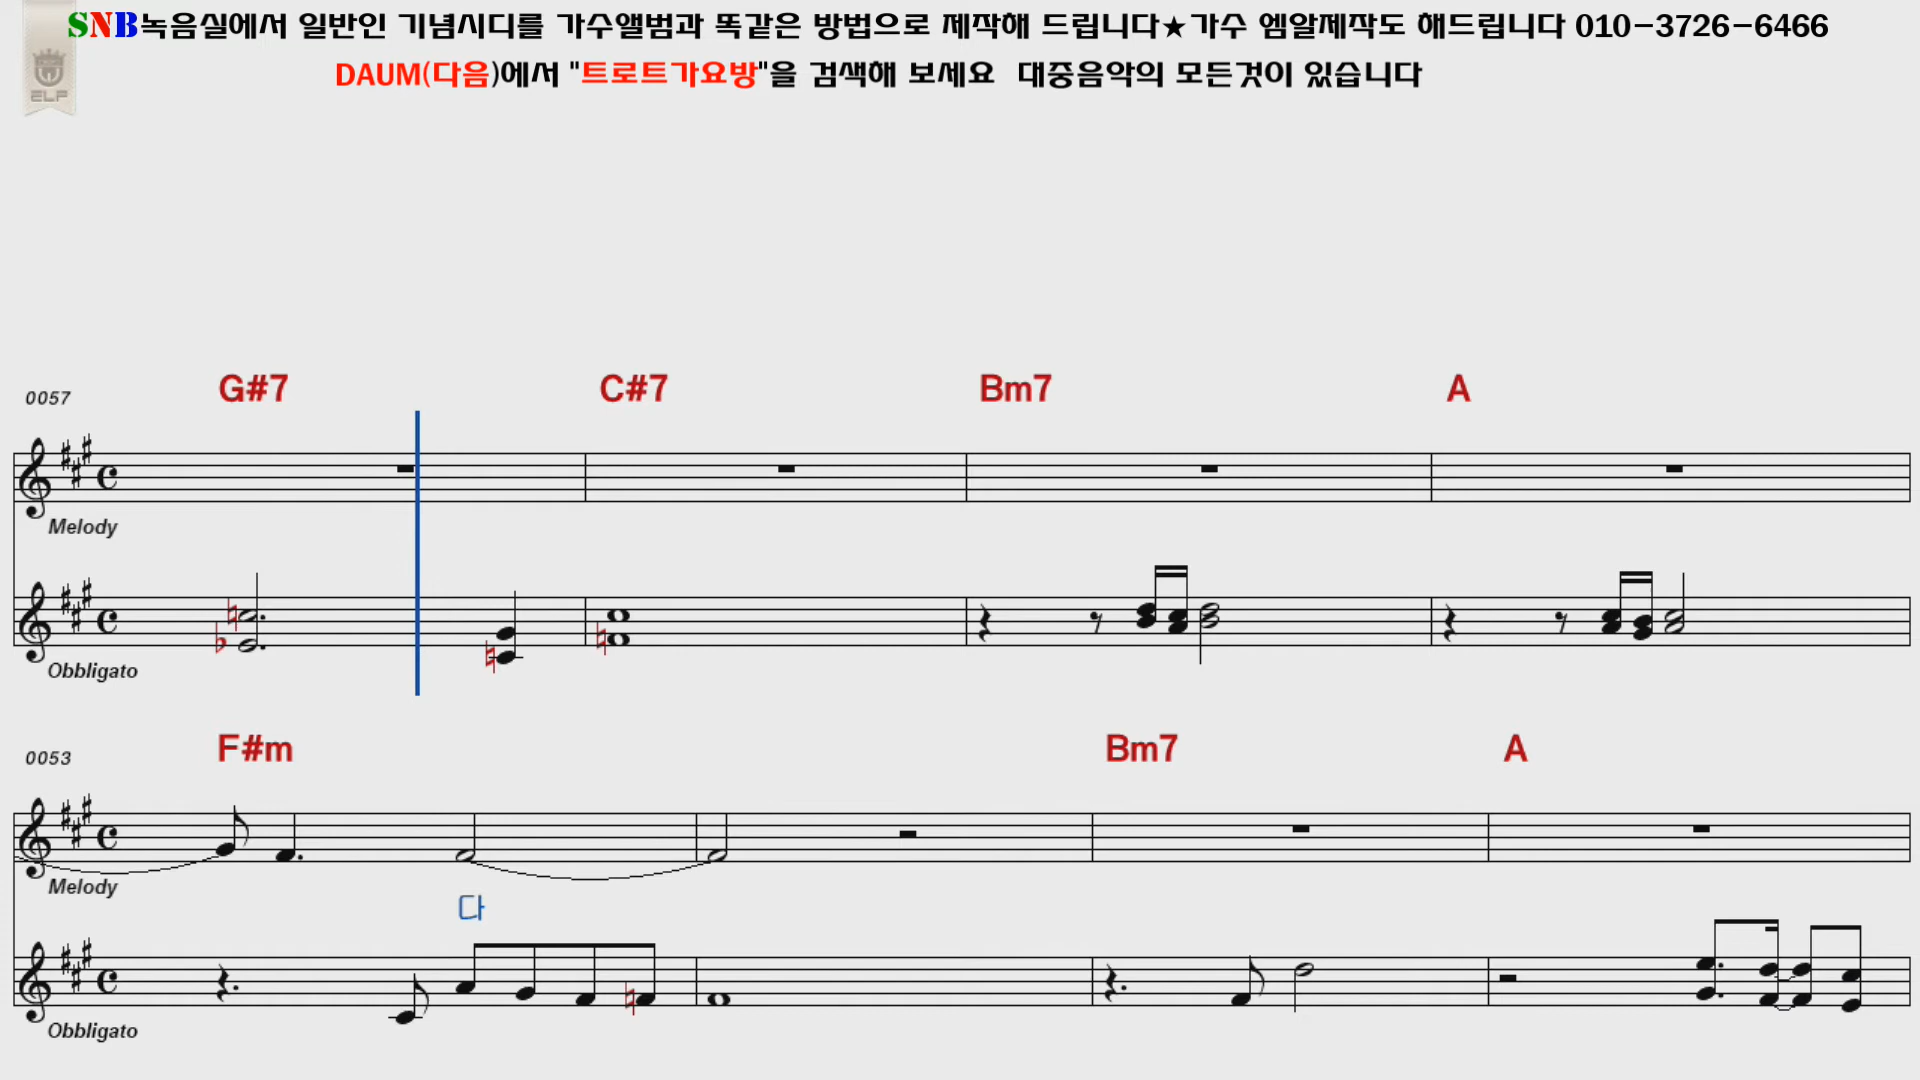 SNB녹음실에서 일반인 기념시디를 가수앨범과 똑같은 방법으로 제작해 드립니다★가수 엠알제작도 해드립니다 010-3726-6466
DAUM(다음)에서 "트로트가요방"을 검색해 보세요 대중음악의 모든것이 있습니다
ELF
0057 G#7 C#7 Bm7 A
Melody
Obbligato
0053 F#m Bm7 A
Melody
다
Obbligato